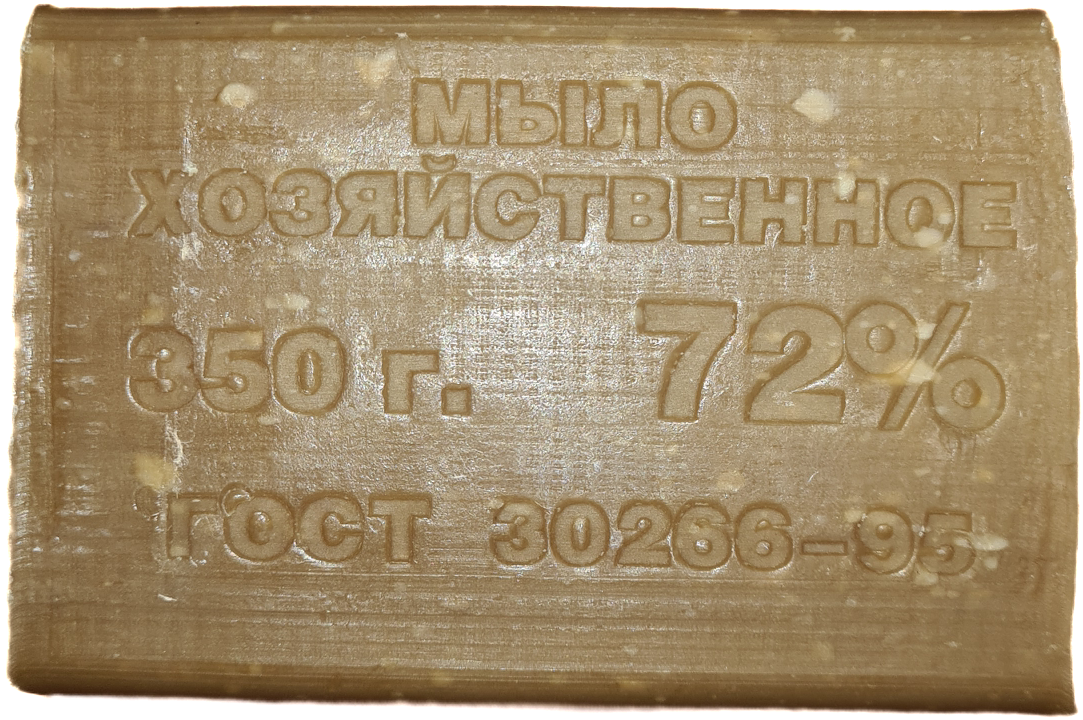 МЫЛО
ХОЗЯЙСТВЕННОЕ
350 г. 72%
ГОСТ 30266-95